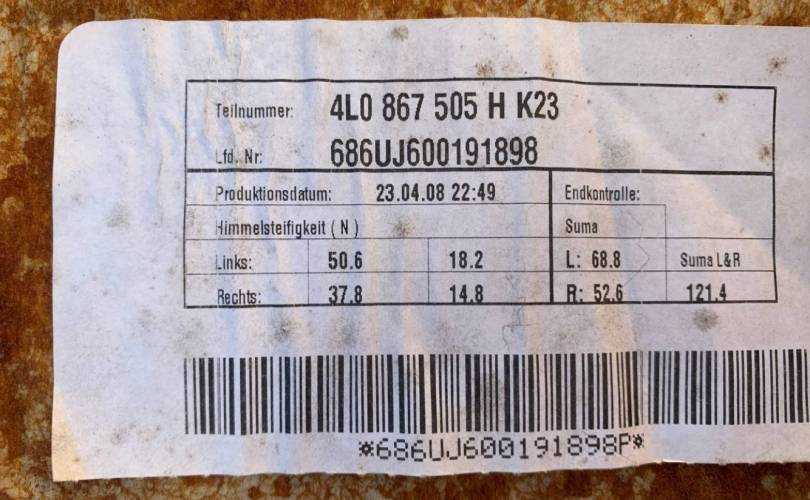 Teilnummer: 4L0 867 505 H K23
Lfd. Nr: 686UJ600191898
Produktionsdatum: 23.04.08 22:49 Endkontrolle:
Himmelsteifigkeit ( N ) Suma
Links: 50.6 18.2 L: 68.8 Suma L&R
Rechts: 37.8 14.8 R: 52.6 121.4
*686UJ600191898P*